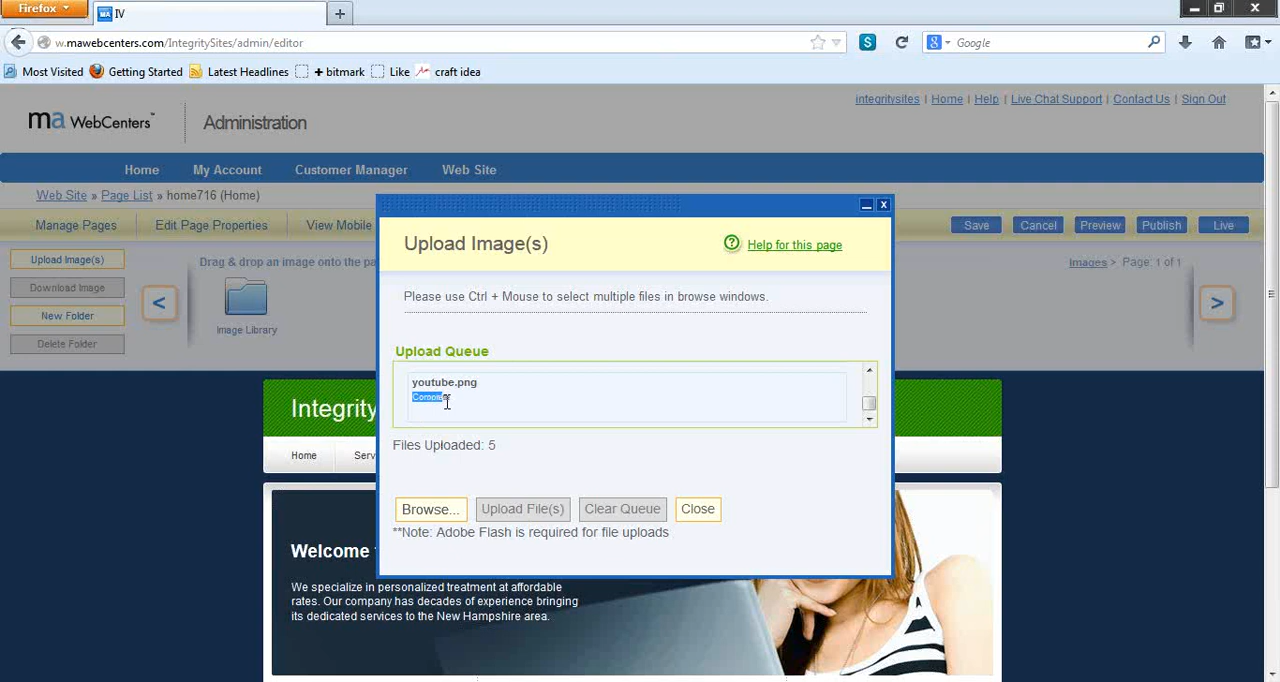 Firefox
IV
w.mawebcenters.com/IntegritySites/admin/editor
Google
Most Visited
Getting Started
Latest Headlines
+ bitmark
Like
craft idea
ma WebCenters
Administration
integritysites | Home | Help | Live Chat Support | Contact Us | Sign Out
Home
My Account
Customer Manager
Web Site
Web Site » Page List » home716 (Home)
Manage Pages
Edit Page Properties
View Mobile
Save
Cancel
Preview
Publish
Live
Upload Image(s)
Download Image
New Folder
Delete Folder
Drag & drop an image onto the pa
Images > Page: 1 of 1
<
Image Library
>
Upload Image(s)
Help for this page
Please use Ctrl + Mouse to select multiple files in browse windows.
Upload Queue
youtube.png
Files Uploaded: 5
Browse...
Upload File(s)
Clear Queue
Close
**Note: Adobe Flash is required for file uploads
Integrity
Home
Serv
Welcome
We specialize in personalized treatment at affordable
rates. Our company has decades of experience bringing
its dedicated services to the New Hampshire area.